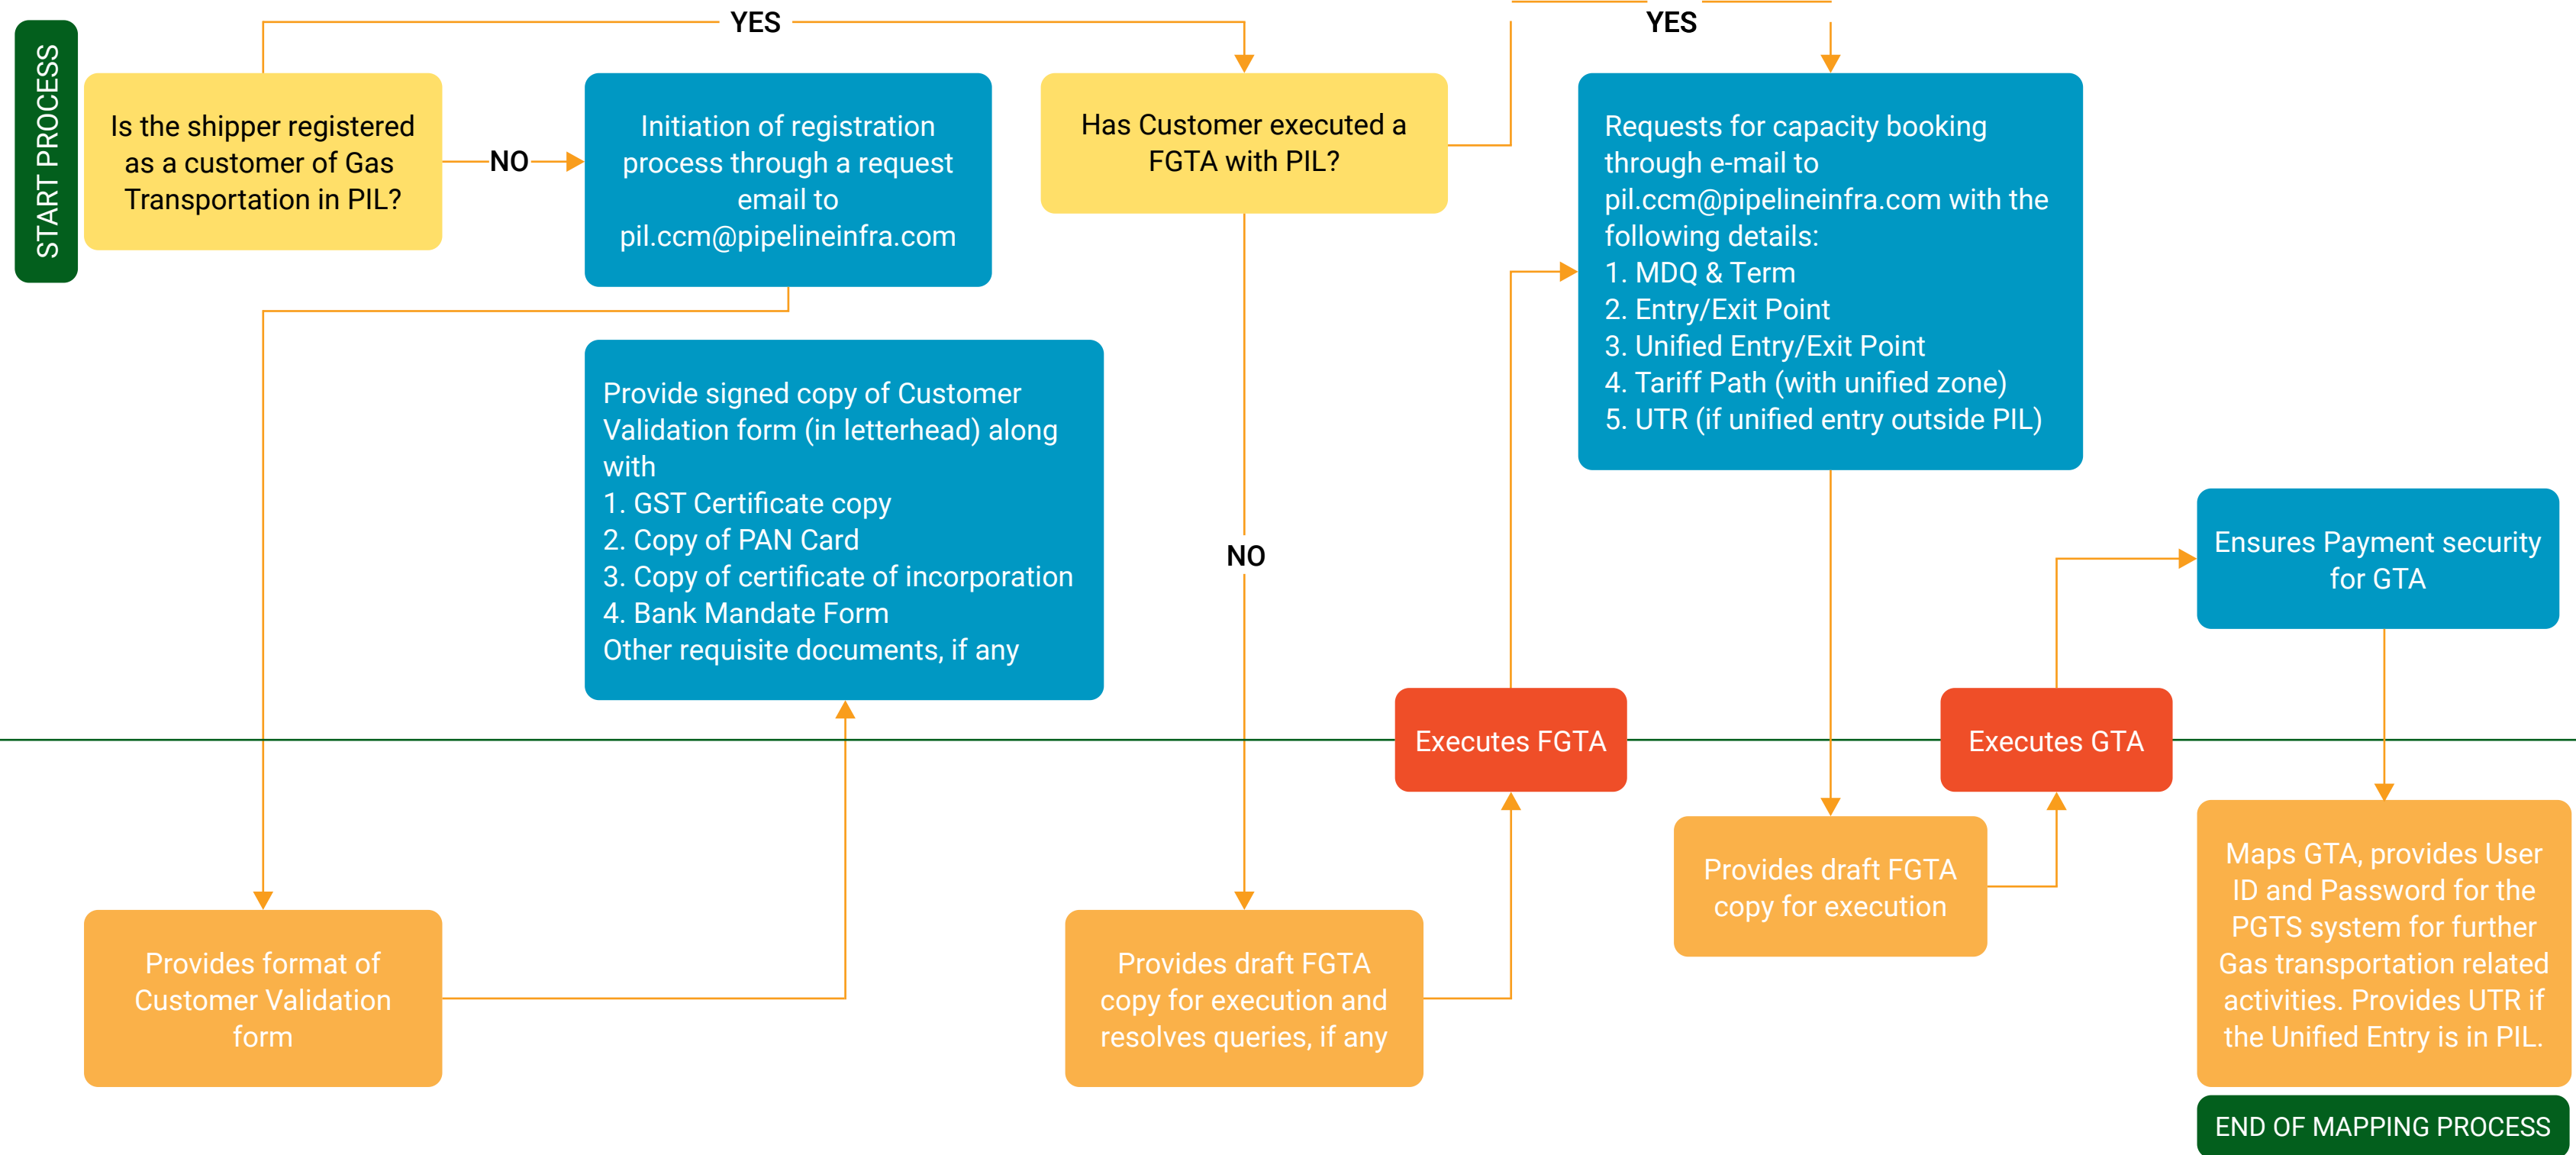 START PROCESS
YES
Is the shipper registered
as a customer of Gas
Transportation in PIL?
NO
Initiation of registration
process through a request
email to
pil.ccm@pipelineinfra.com
Has Customer executed a
FGTA with PIL?
YES
Requests for capacity booking
through e-mail to
pil.ccm@pipelineinfra.com with the
following details:
1. MDQ & Term
2. Entry/Exit Point
3. Unified Entry/Exit Point
4. Tariff Path (with unified zone)
5. UTR (if unified entry outside PIL)
Provide signed copy of Customer
Validation form (in letterhead) along
with
1. GST Certificate copy
2. Copy of PAN Card
3. Copy of certificate of incorporation
4. Bank Mandate Form
Other requisite documents, if any
NO
Ensures Payment security
for GTA
Executes FGTA
Executes GTA
Provides format of
Customer Validation
form
Provides draft FGTA
copy for execution and
resolves queries, if any
Provides draft FGTA
copy for execution
Maps GTA, provides User
ID and Password for the
PGTS system for further
Gas transportation related
activities. Provides UTR if
the Unified Entry is in PIL.
END OF MAPPING PROCESS